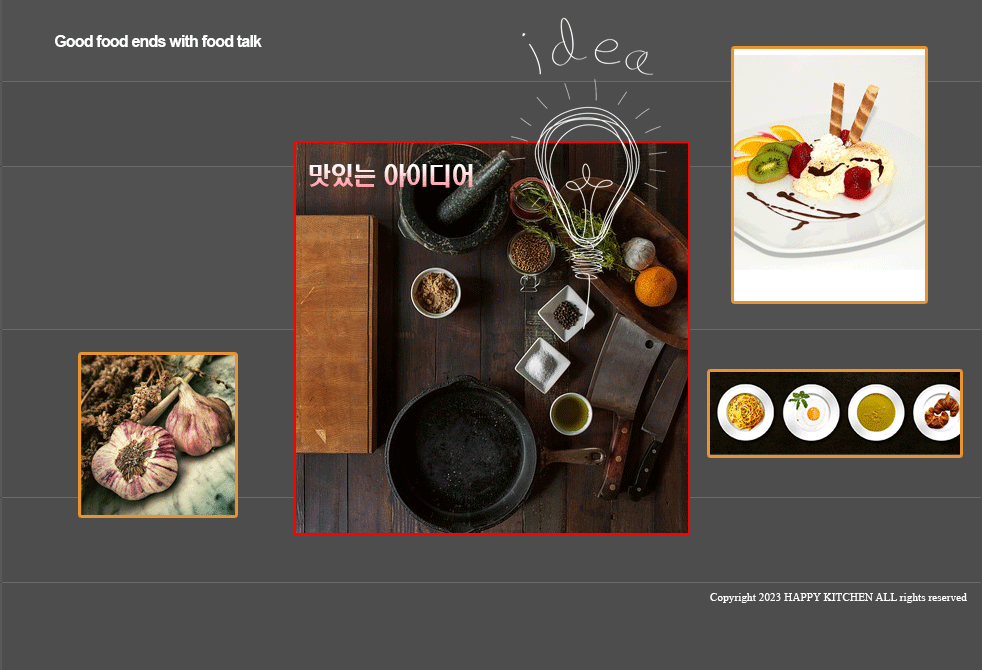 Good food ends with food talk
idea
맛있는 아이디어
Copyright 2023 HAPPY KITCHEN ALL rights reserved